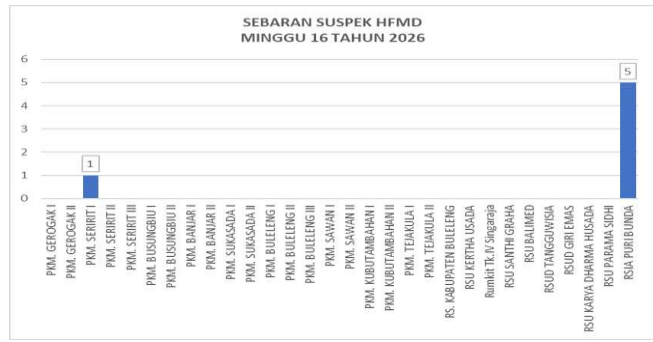 SEBARAN SUSPEK HFMD
MINGGU 16 TAHUN 2026
6
5
4
3
2
1
0
1
5
PKM. GEROGAK I
PKM. GEROGAK II
PKM. SERIRIT I
PKM. SERIRIT II
PKM. SERIRIT III
PKM. BUSUNGBIU I
PKM. BUSUNGBIU II
PKM. BANJAR I
PKM. BANJAR II
PKM. SUKASADA I
PKM. SUKASADA II
PKM. BULELENG I
PKM. BULELENG II
PKM. BULELENG III
PKM. SAWAN I
PKM. SAWAN II
PKM. KUBUTAMBAHAN I
PKM. KUBUTAMBAHAN II
PKM. TEJAKULA I
PKM. TEJAKULA II
RS. KABUPATEN BULELENG
RSU KERTHA USADA
Rumkit Tk. IV Singaraja
RSU SANTHI GRAHA
RSU BALIMED
RSUD TANGGUWISIA
RSUD GIRI EMAS
RSU KARYA DHARMA HUSADA
RSU PARAMA SIDHI
RSIA PURI BUNDA